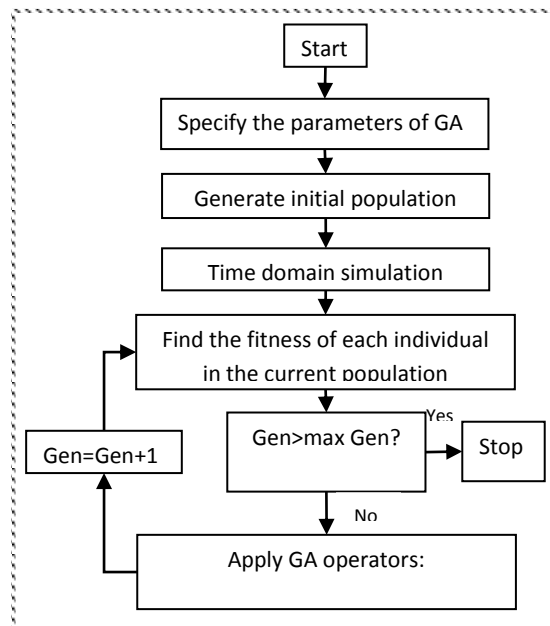 Start
Specify the parameters of GA
Generate initial population
Time domain simulation
Find the fitness of each individual
in the current population
Gen>max Gen?
Yes
Stop
Gen=Gen+1
No
Apply GA operators: